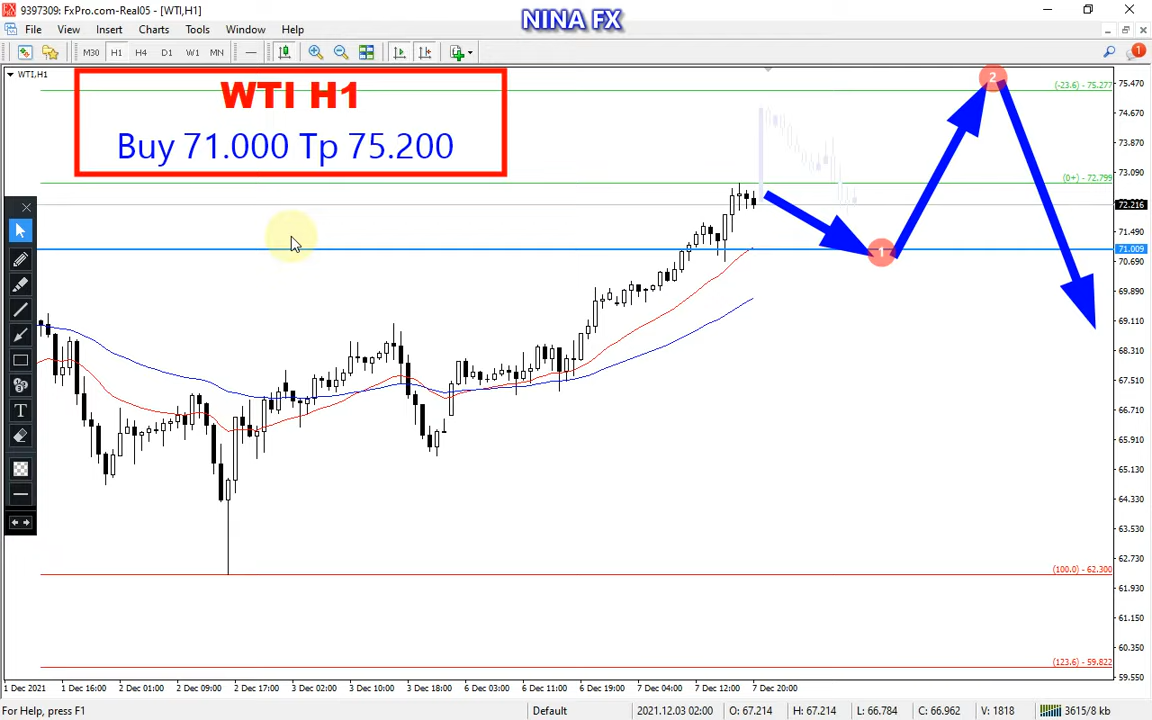 9397309: FxPro.com-Real05 - [WTI,H1]
NINA FX
File View Insert Charts Tools Window Help
M30 H1 H4 D1 W1 MN
1
WTI,H1
WTI H1
Buy 71.000 Tp 75.200
2
1
(-23.6) - 75.277
(0+) - 72.799
(100.0) - 62.300
(123.6) - 59.822
75.470
74.670
73.870
73.090
72.216
71.490
71.009
70.690
69.890
69.110
68.310
67.510
66.710
65.910
65.130
64.330
63.530
62.730
61.930
61.150
60.350
59.550
T
1 Dec 2021 1 Dec 16:00 2 Dec 01:00 2 Dec 09:00 2 Dec 17:00 3 Dec 02:00 3 Dec 10:00 3 Dec 18:00 6 Dec 03:00 6 Dec 11:00 6 Dec 19:00 7 Dec 04:00 7 Dec 12:00 7 Dec 20:00
For Help, press F1 Default 2021.12.03 02:00 O: 67.214 H: 67.214 L: 66.784 C: 66.962 V: 1818 3615/8 kb